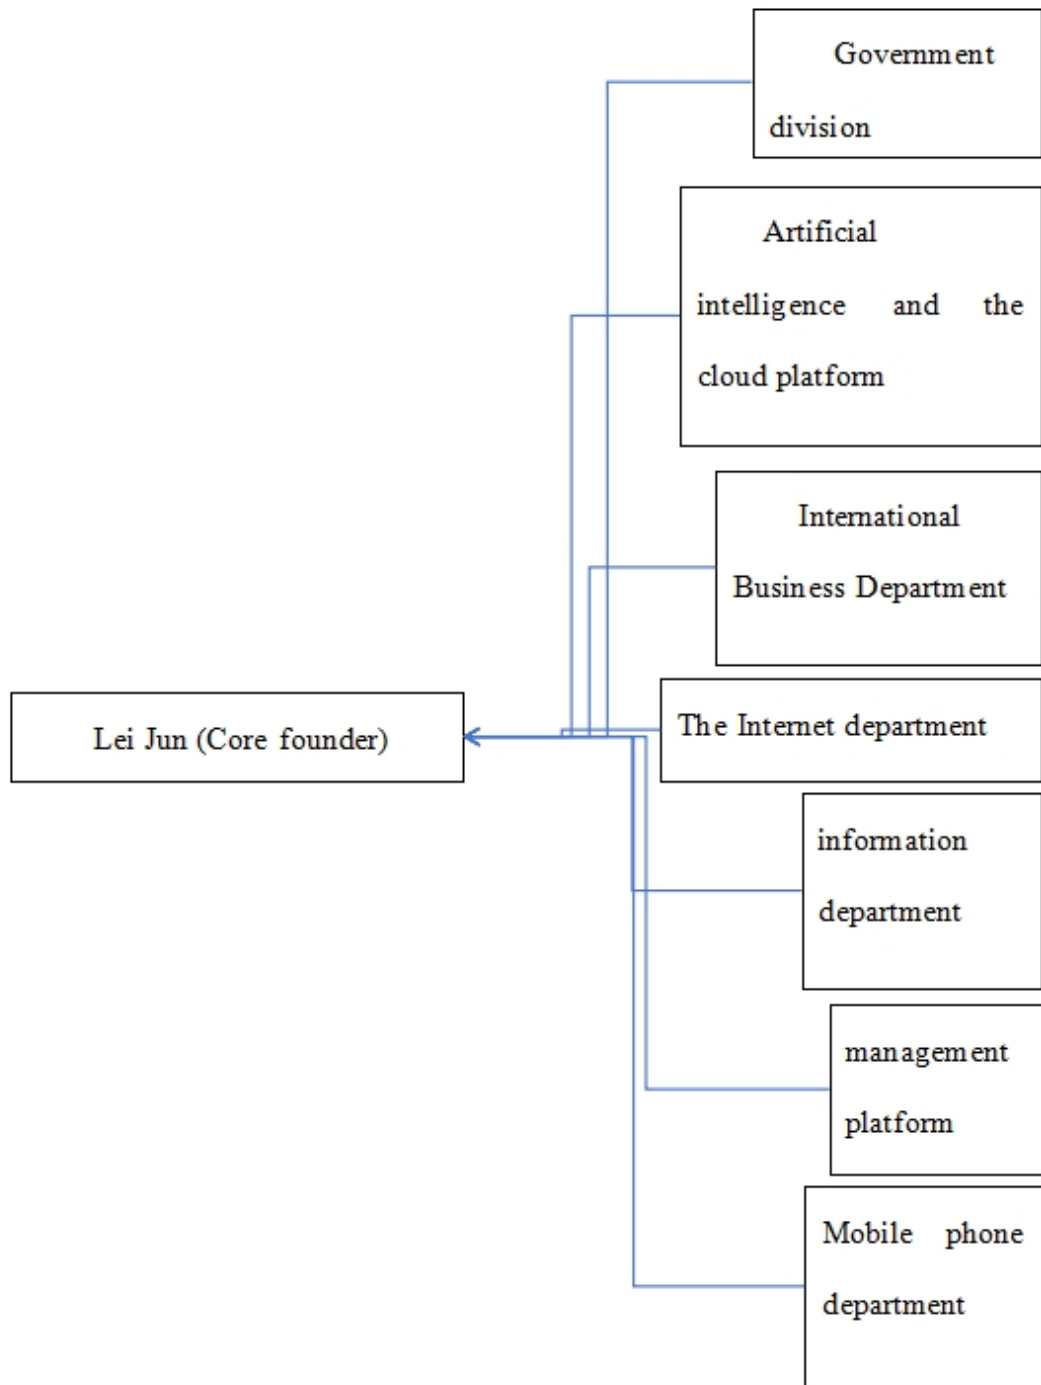 Government
division
Artificial
intelligence and the
cloud platform
International
Business Department
The Internet department
Lei Jun (Core founder)
information
department
management
platform
Mobile phone
department